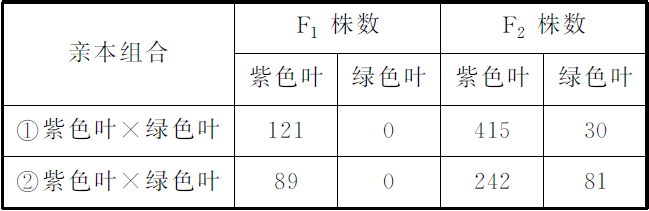 亲本组合 F₁ 株数 F₂ 株数
紫色叶 绿色叶 紫色叶 绿色叶
①紫色叶×绿色叶 121 0 415 30
②紫色叶×绿色叶 89 0 242 81